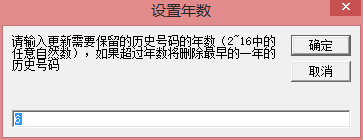 设置年数
请输入更新需要保留的历史号码的年数（2~16中的
任意自然数），如果超过年数将删除最早的一年的
历史号码
确定
取消
6